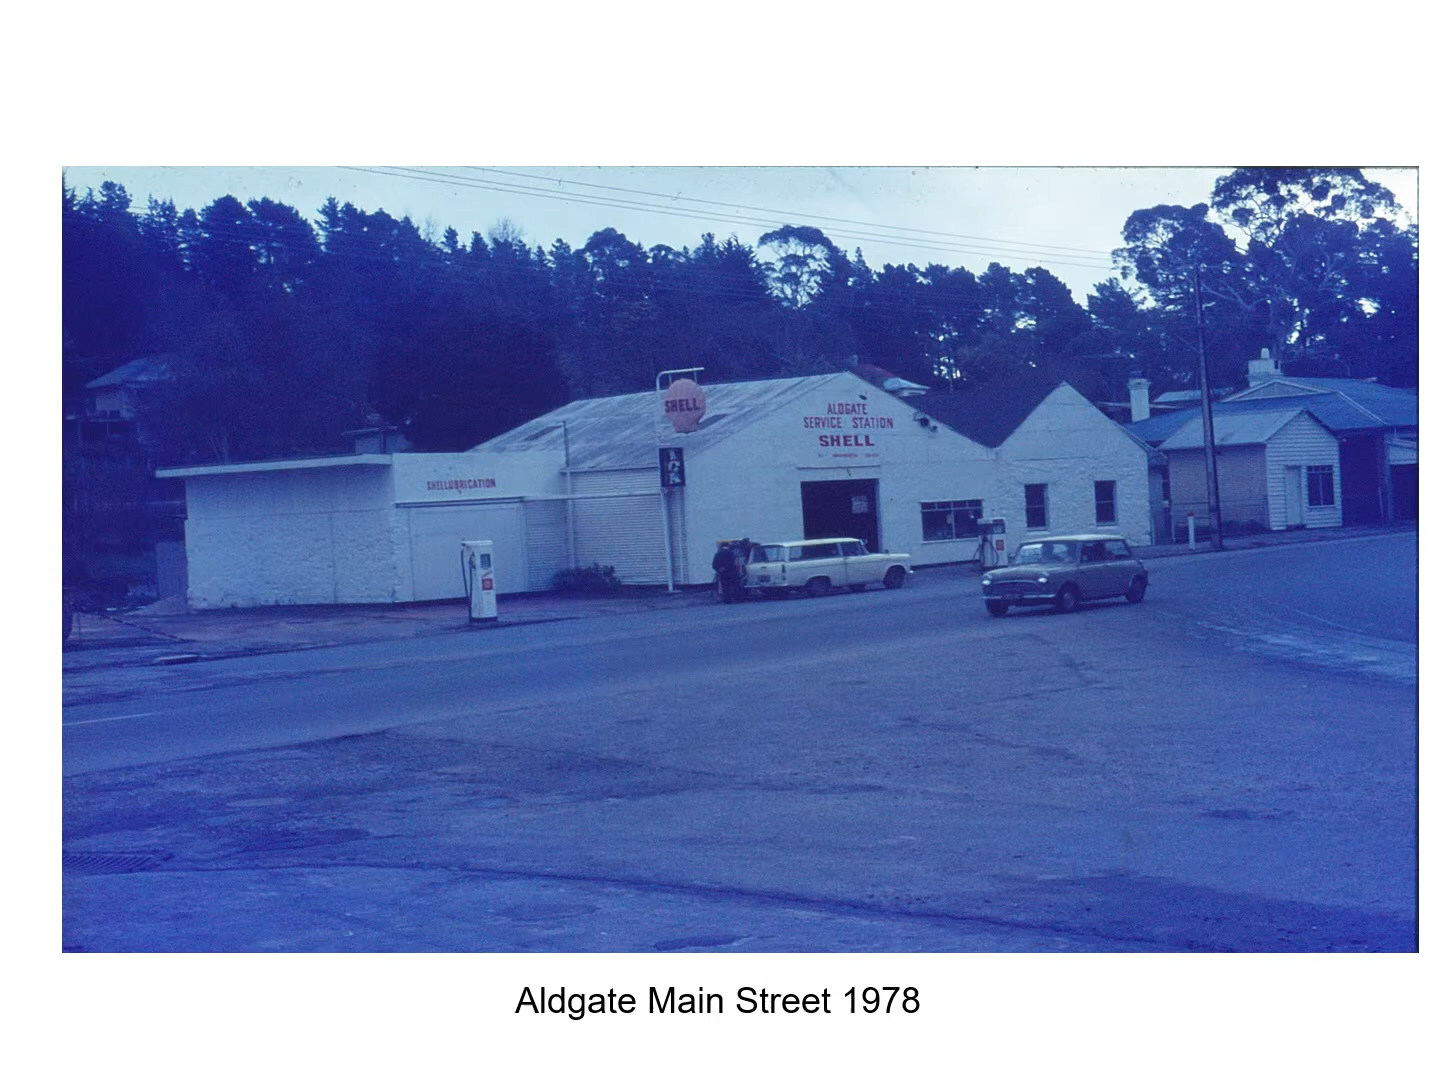 SHELL
ALDGATE
SERVICE STATION
SHELL
SHELLUBRICATION
Aldgate Main Street 1978